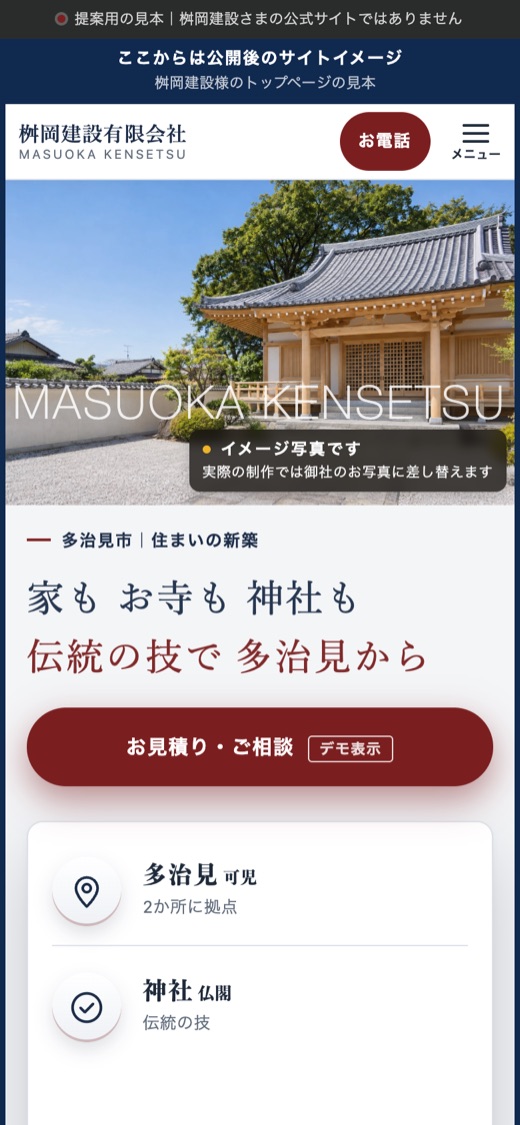 提案用の見本｜桝岡建設さまの公式サイトではありません
ここからは公開後のサイトイメージ
桝岡建設様のトップページの見本
桝岡建設有限会社
MASUOKA KENSETSU
お電話
メニュー
MASUOKA KENSETSU
イメージ写真です
実際の制作では御社のお写真に差し替えます
多治見市｜住まいの新築
家も お寺も 神社も
伝統の技で 多治見から
お見積り・ご相談 デモ表示
多治見 可児
2か所に拠点
神社 仏閣
伝統の技